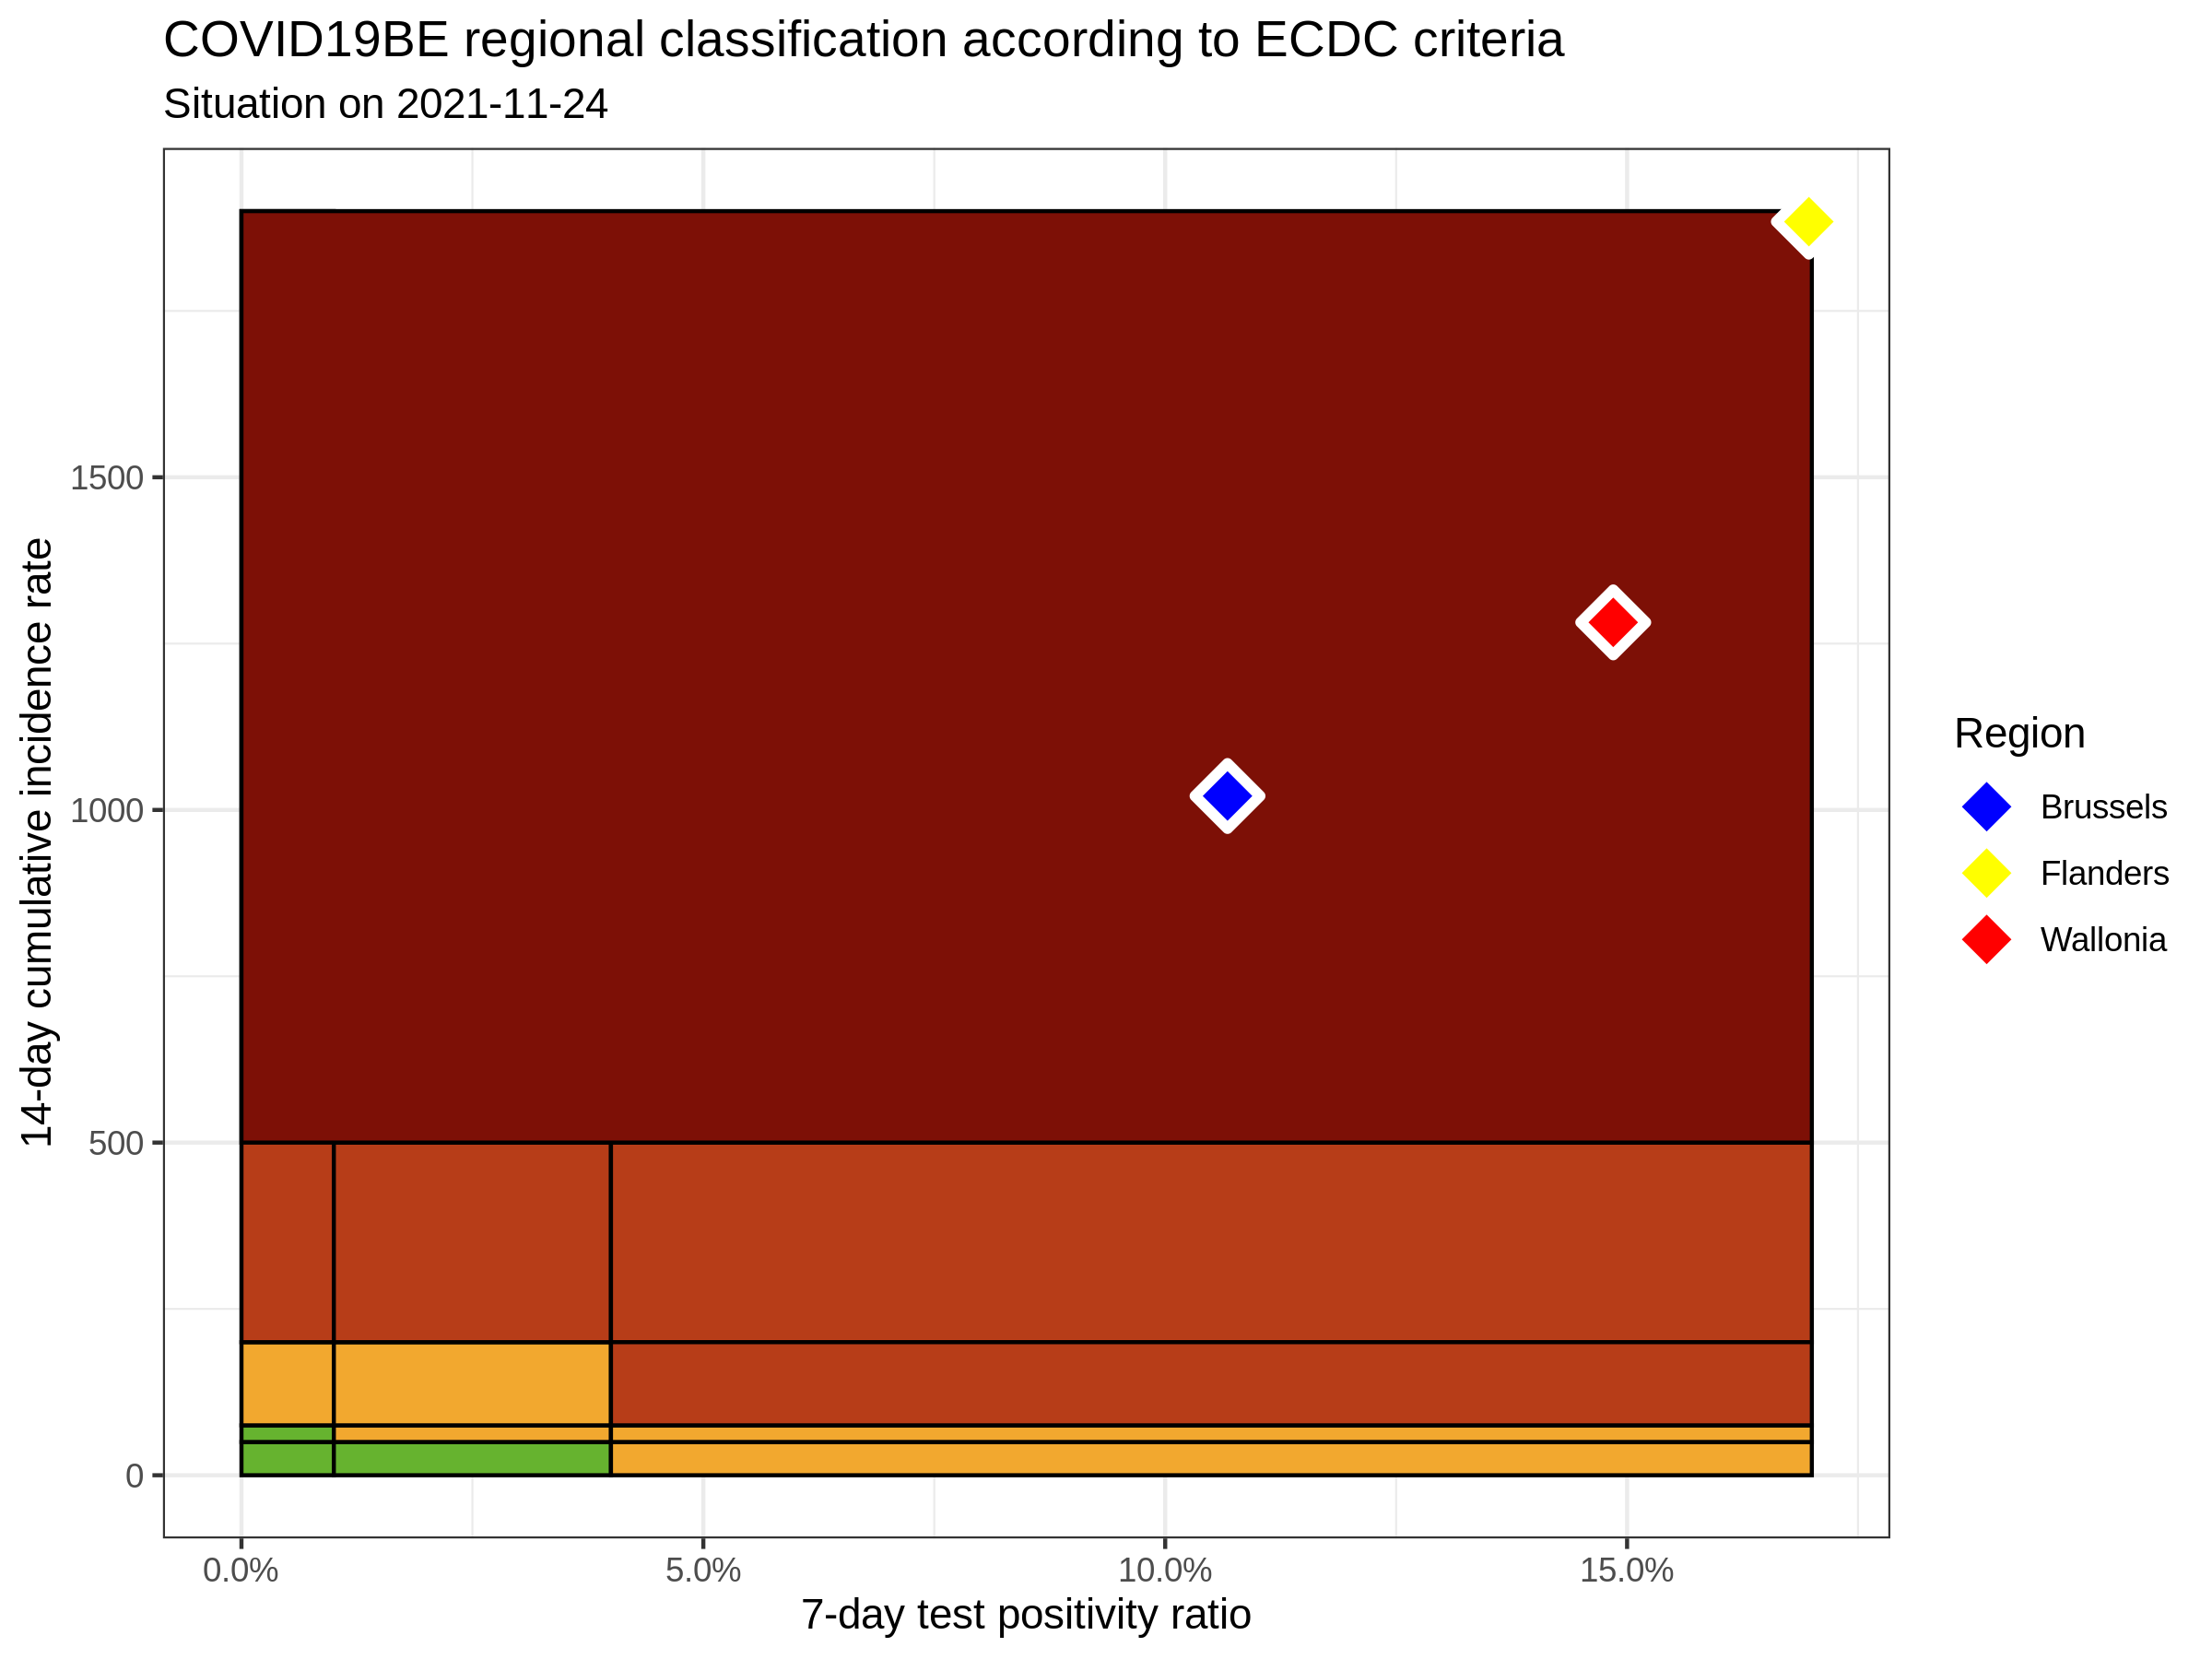 COVID19BE regional classification according to ECDC criteria
Situation on 2021-11-24
14-day cumulative incidence rate
1500
1000
500
0
0.0%
5.0%
10.0%
15.0%
7-day test positivity ratio
Region
Brussels
Flanders
Wallonia